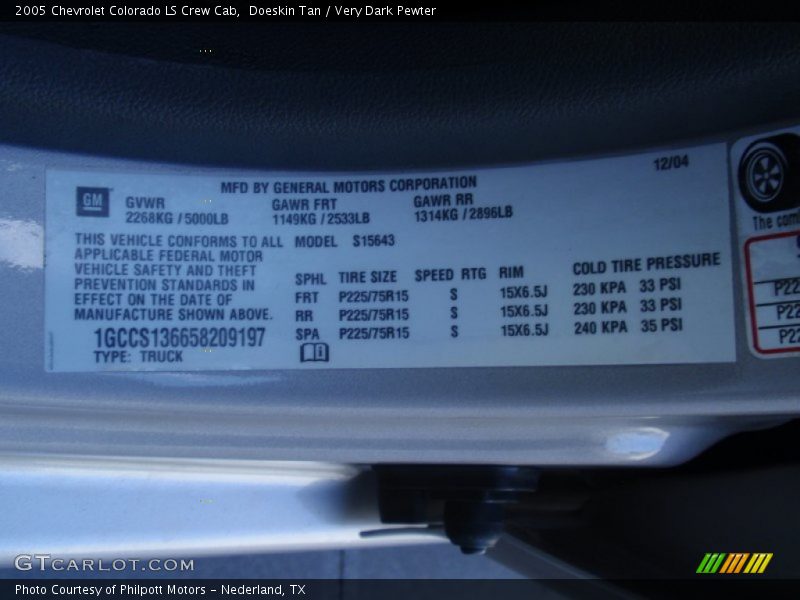 2005 Chevrolet Colorado LS Crew Cab,  Doeskin Tan / Very Dark Pewter
12/04
GM
MFD BY GENERAL MOTORS CORPORATION
GVWR GAWR FRT GAWR RR
2268KG / 5000LB 1149KG / 2533LB 1314KG / 2896LB
THIS VEHICLE CONFORMS TO ALL
APPLICABLE FEDERAL MOTOR
VEHICLE SAFETY AND THEFT
PREVENTION STANDARDS IN
EFFECT ON THE DATE OF
MANUFACTURE SHOWN ABOVE.
1GCCS136658209197
TYPE: TRUCK
MODEL S15643
SPHL TIRE SIZE SPEED RTG RIM COLD TIRE PRESSURE
FRT P225/75R15 S 15X6.5J 230 KPA 33 PSI
RR P225/75R15 S 15X6.5J 230 KPA 33 PSI
SPA P225/75R15 S 15X6.5J 240 KPA 35 PSI
The com
P22
P22
P22
GTCARLOT.COM
Photo Courtesy of Philpott Motors - Nederland, TX